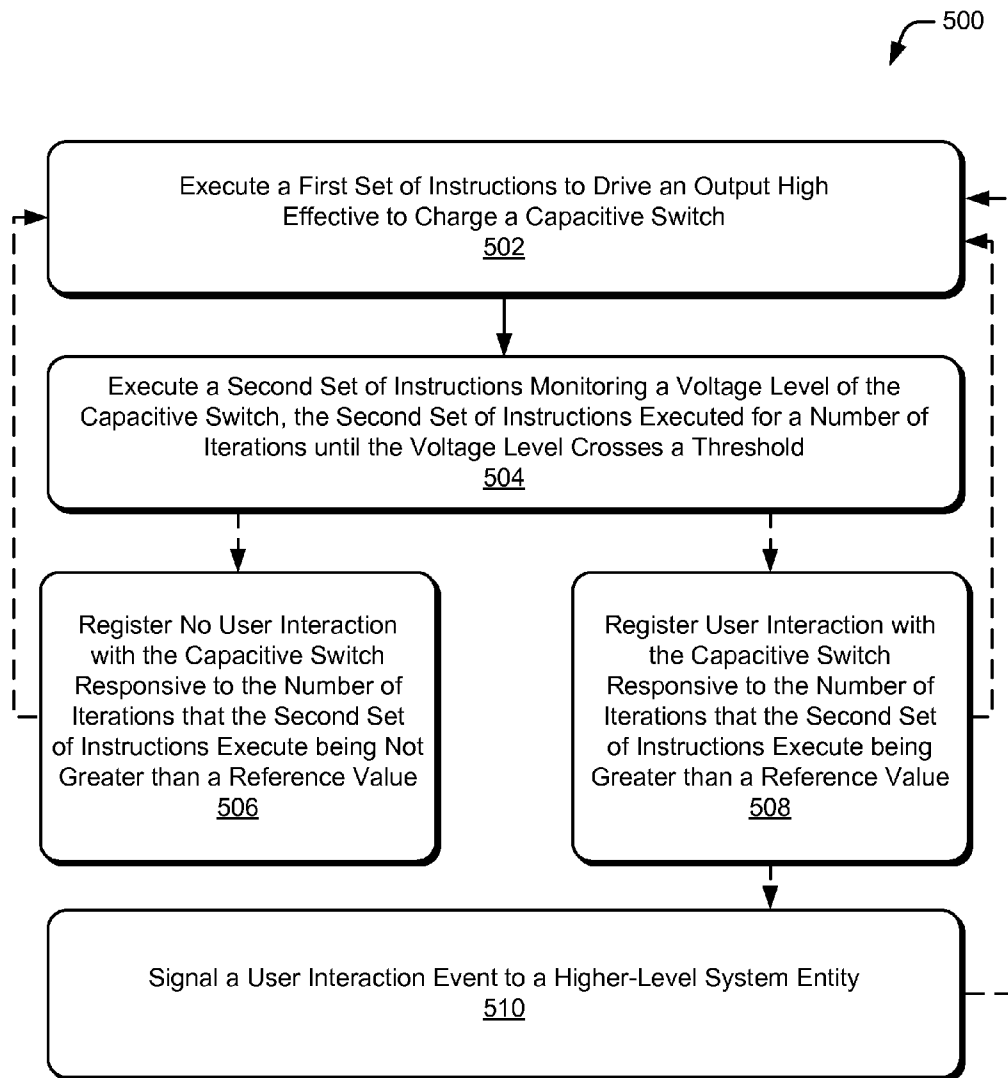 500
Execute a First Set of Instructions to Drive an Output High
Effective to Charge a Capacitive Switch
502
Execute a Second Set of Instructions Monitoring a Voltage Level of the
Capacitive Switch, the Second Set of Instructions Executed for a Number of
Iterations until the Voltage Level Crosses a Threshold
504
Register No User Interaction
with the Capacitive Switch
Responsive to the Number of
Iterations that the Second Set
of Instructions Execute being Not
Greater than a Reference Value
506
Register User Interaction with
the Capacitive Switch
Responsive to the Number of
Iterations that the Second Set
of Instructions Execute being
Greater than a Reference Value
508
Signal a User Interaction Event to a Higher-Level System Entity
510